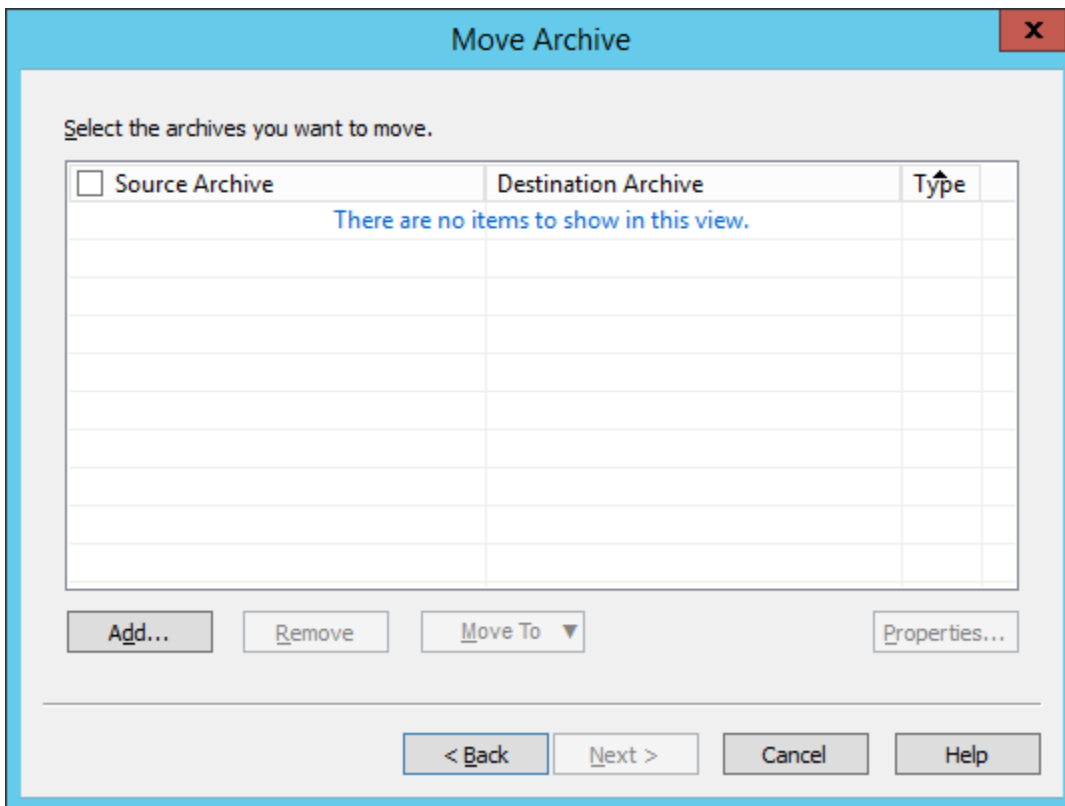 Move Archive
x
Select the archives you want to move.
Source Archive Destination Archive Type
There are no items to show in this view.
Add... Remove Move To ▼ Properties...
< Back Next > Cancel Help